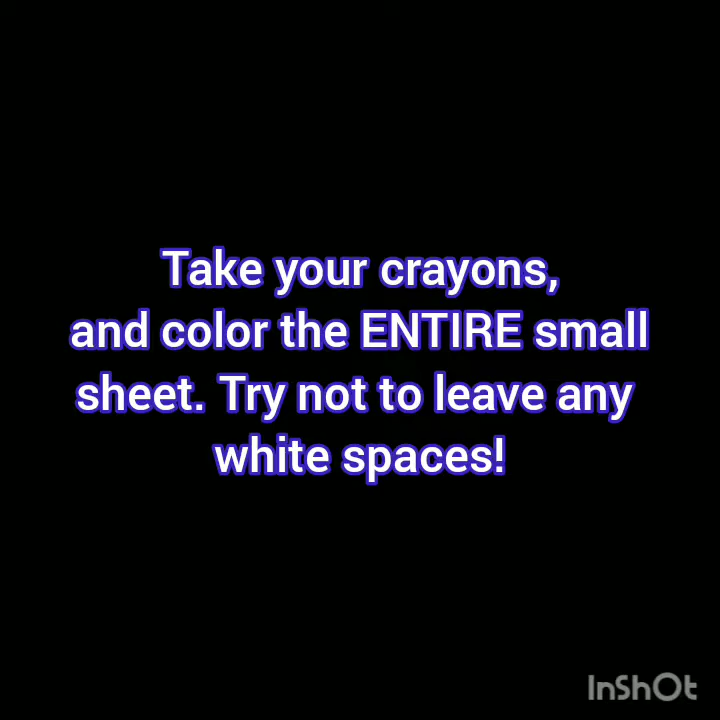 Take your crayons,
and color the ENTIRE small
sheet. Try not to leave any
white spaces!
InShOt